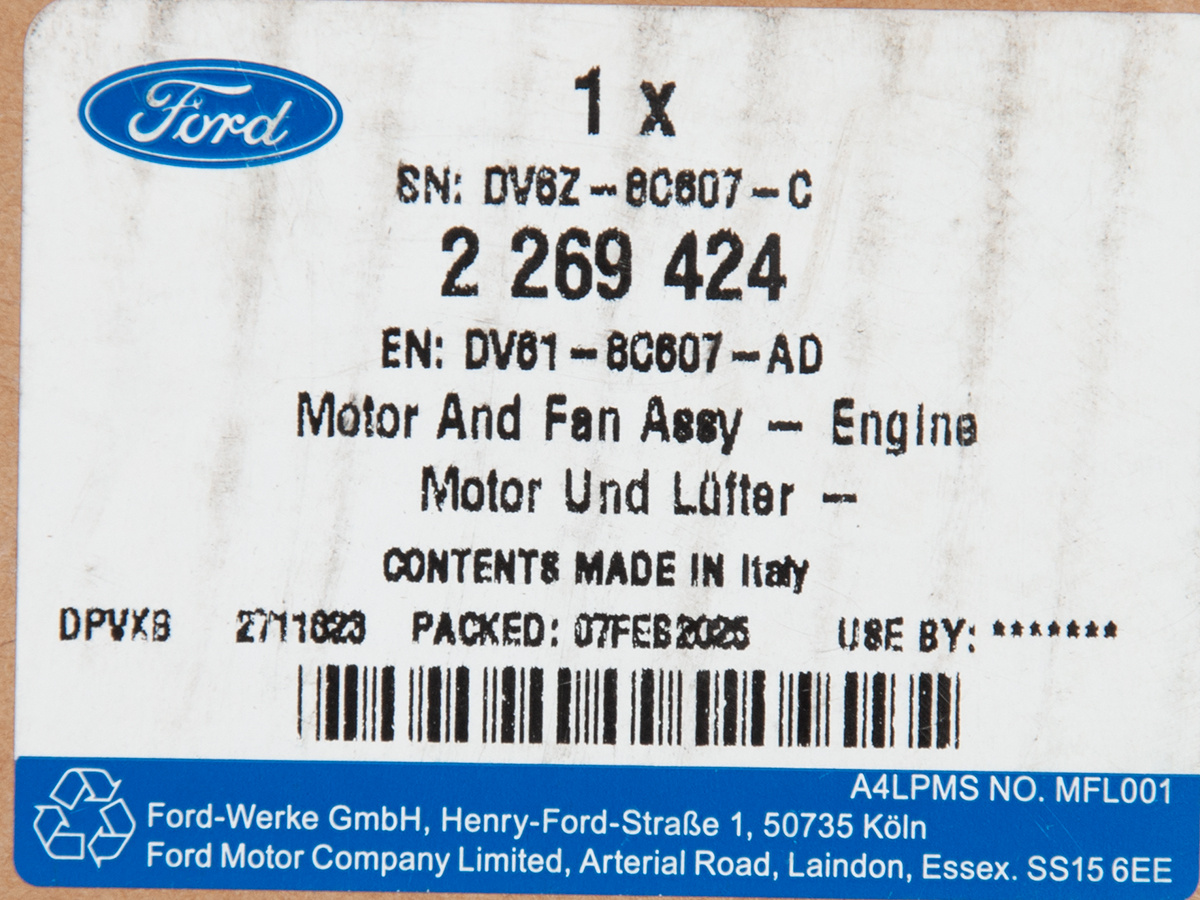 Ford
1 x
SN: DV6Z-8C607-C
2 269 424
EN: DV61-8C607-AD
Motor And Fan Assy - Engine
Motor Und Lüfter -
CONTENTS MADE IN Italy
DPVXB 2711623 PACKED: 07FEB2025 USE BY: *******
A4LPMS NO. MFL001
Ford-Werke GmbH, Henry-Ford-Straße 1, 50735 Köln
Ford Motor Company Limited, Arterial Road, Laindon, Essex. SS15 6EE